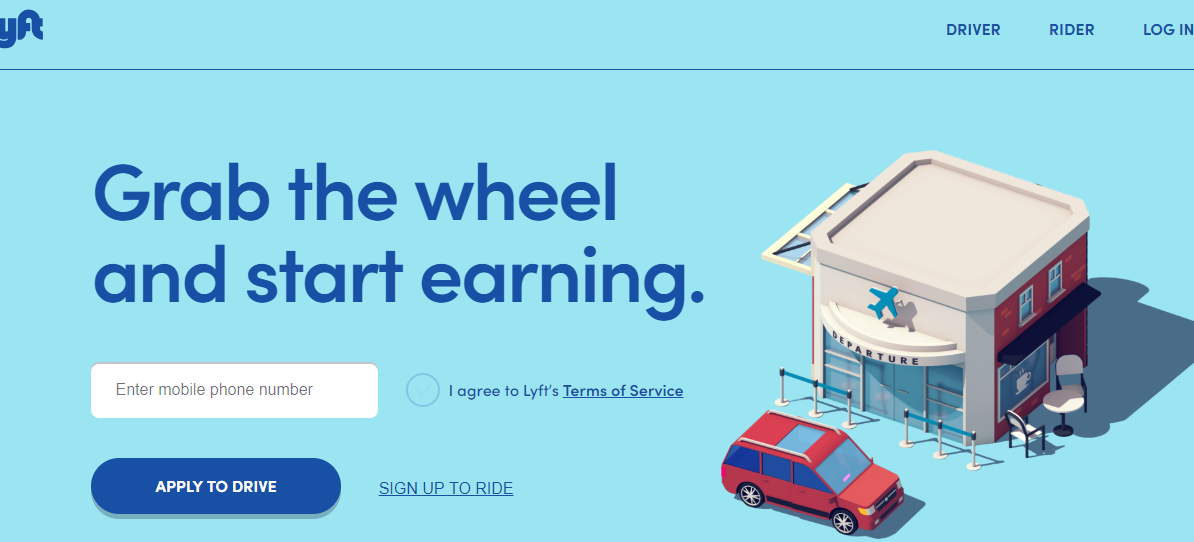 lyft
DRIVER RIDER LOG IN
Grab the wheel
and start earning.
DEPARTURE
Enter mobile phone number
I agree to Lyft's Terms of Service
APPLY TO DRIVE
SIGN UP TO RIDE